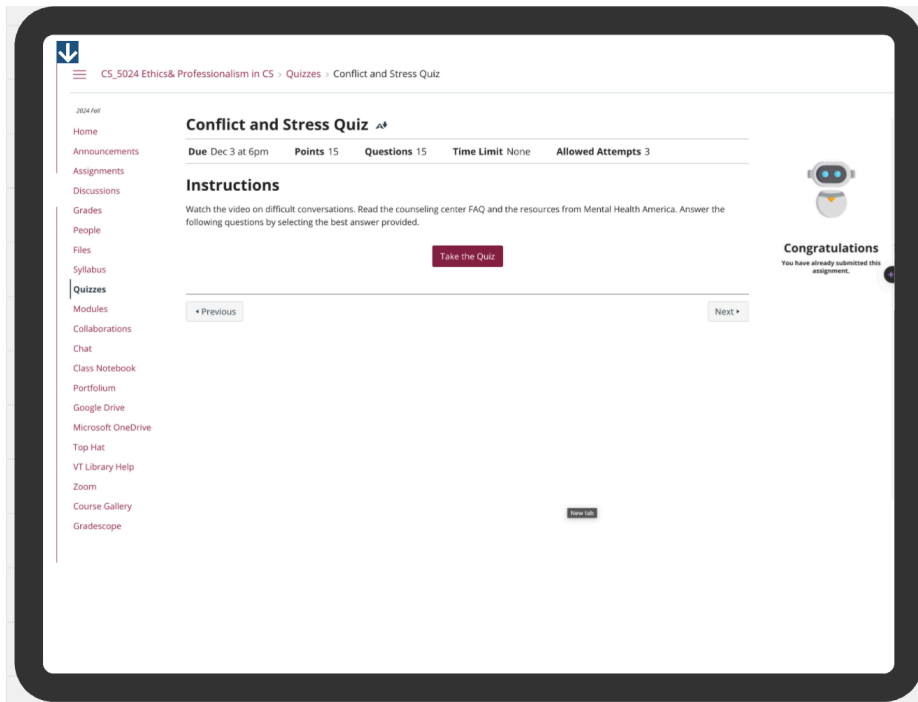 CS_5024 Ethics& Professionalism in CS › Quizzes › Conflict and Stress Quiz
2024 Fall
Home
Announcements
Assignments
Discussions
Grades
People
Files
Syllabus
Quizzes
Modules
Collaborations
Chat
Class Notebook
Portfolium
Google Drive
Microsoft OneDrive
Top Hat
VT Library Help
Zoom
Course Gallery
Gradescope
Conflict and Stress Quiz
Due Dec 3 at 6pm Points 15 Questions 15 Time Limit None Allowed Attempts 3
Instructions
Watch the video on difficult conversations. Read the counseling center FAQ and the resources from Mental Health America. Answer the
following questions by selecting the best answer provided.
Take the Quiz
Previous
Next
Congratulations
You have already submitted this
assignment.
New tab